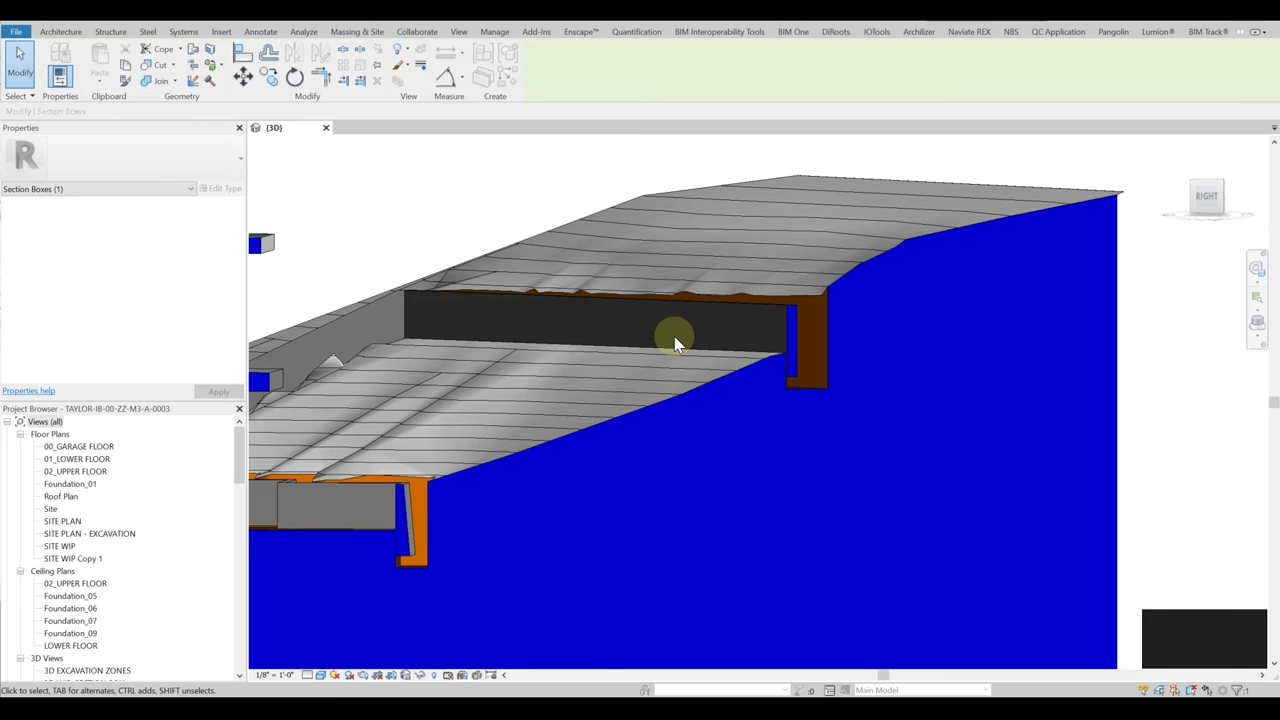 File Architecture Structure Steel Systems Insert Annotate Analyze Massing & Site Collaborate View Manage Add-Ins Enscape™ Quantification BIM Interoperability Tools BIM One DiRoots JOTools Archilizer Naviate REX NBS QC Application Pangolin Lumion® BIM Track®
Modify
Paste
Cope
Cut
Join
Select Properties Clipboard Geometry Modify View Measure Create
Modify | Section Boxes
Properties
{3D}
R
Section Boxes (1)
Edit Type
RIGHT
Properties help
Apply
Project Browser - TAYLOR-IB-00-ZZ-M3-A-0003
Views (all)
Floor Plans
00_GARAGE FLOOR
01_LOWER FLOOR
02_UPPER FLOOR
Foundation_01
Roof Plan
Site
SITE PLAN
SITE PLAN - EXCAVATION
SITE WIP
SITE WIP Copy 1
Ceiling Plans
02_UPPER FLOOR
Foundation_05
Foundation_06
Foundation_07
Foundation_09
LOWER FLOOR
3D Views
3D EXCAVATION ZONES
1/8" = 1'-0"
Click to select, TAB for alternates, CTRL adds, SHIFT unselects.
:0
Main Model
:1